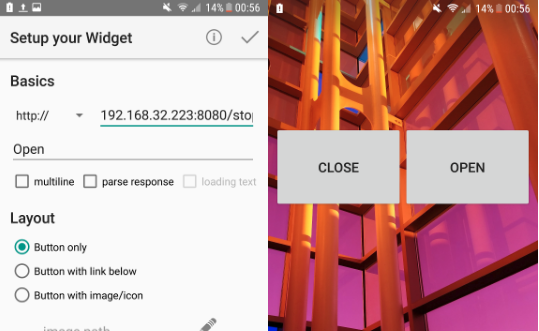 14% 00:56
Setup your Widget
Basics
http:// 192.168.32.223:8080/sto
Open
multiline parse response loading text
Layout
Button only
Button with link below
Button with image/icon
image path
14% 00:56
CLOSE OPEN